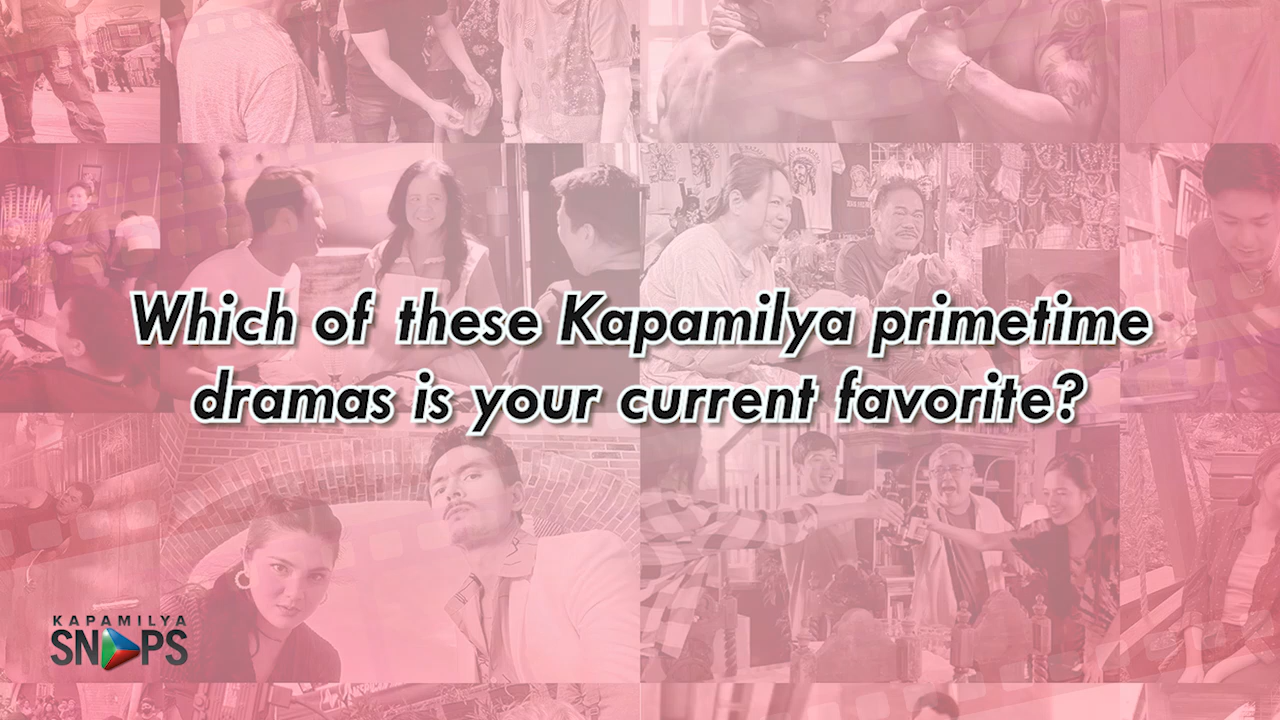 Which of these Kapamilya primetime
dramas is your current favorite?
KAPAMILYA
SNAPS